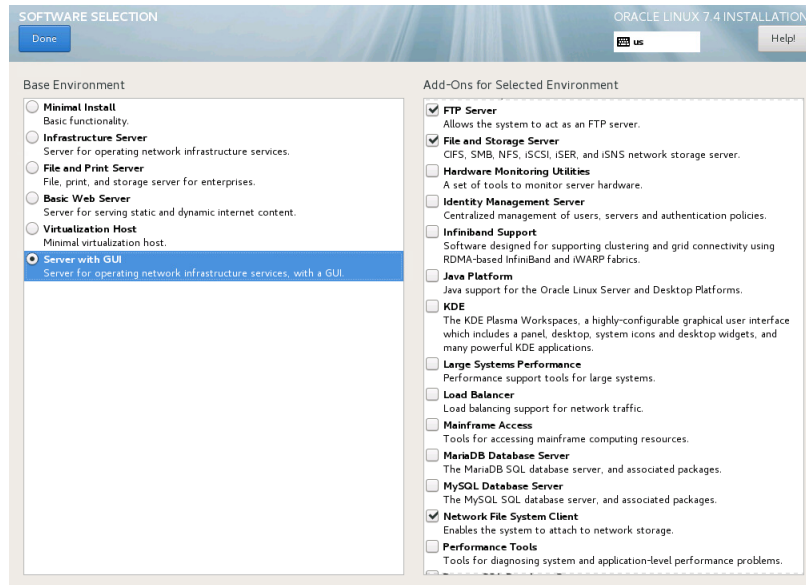 SOFTWARE SELECTION
ORACLE LINUX 7.4 INSTALLATION
Done
us
Help!
Base Environment
Minimal Install
Basic functionality.
Infrastructure Server
Server for operating network infrastructure services.
File and Print Server
File, print, and storage server for enterprises.
Basic Web Server
Server for serving static and dynamic internet content.
Virtualization Host
Minimal virtualization host.
Server with GUI
Server for operating network infrastructure services, with a GUI.
Add-Ons for Selected Environment
FTP Server
Allows the system to act as an FTP server.
File and Storage Server
CIFS, SMB, NFS, iSCSI, iSER, and iSNS network storage server.
Hardware Monitoring Utilities
A set of tools to monitor server hardware.
Identity Management Server
Centralized management of users, servers and authentication policies.
Infiniband Support
Software designed for supporting clustering and grid connectivity using
RDMA-based InfiniBand and iWARP fabrics.
Java Platform
Java support for the Oracle Linux Server and Desktop Platforms.
KDE
The KDE Plasma Workspaces, a highly-configurable graphical user interface
which includes a panel, desktop, system icons and desktop widgets, and
many powerful KDE applications.
Large Systems Performance
Performance support tools for large systems.
Load Balancer
Load balancing support for network traffic.
Mainframe Access
Tools for accessing mainframe computing resources.
MariaDB Database Server
The MariaDB SQL database server, and associated packages.
MySQL Database Server
The MySQL SQL database server, and associated packages.
Network File System Client
Enables the system to attach to network storage.
Performance Tools
Tools for diagnosing system and application-level performance problems.